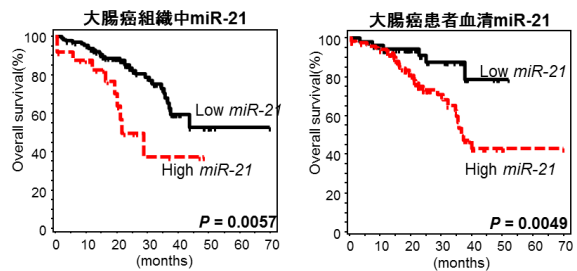 大腸癌組織中miR-21
Overall survival(%)
100
80
60
40
20
0
Low miR-21
High miR-21
P = 0.0057
0 10 20 30 40 50 60 70
(months)
大腸癌患者血清miR-21
Overall survival(%)
100
80
60
40
20
0
Low miR-21
High miR-21
P = 0.0049
0 10 20 30 40 50 60 70
(months)